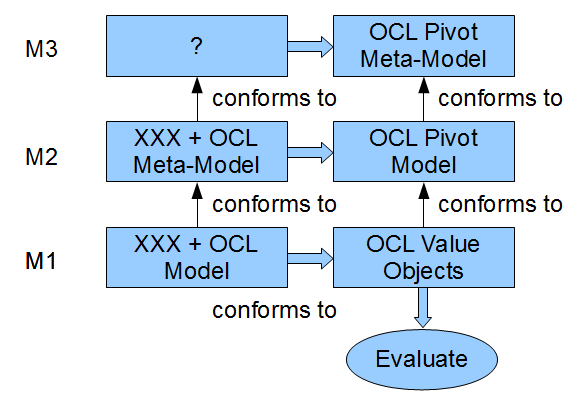 M3
?
OCL Pivot
Meta-Model
conforms to
conforms to
M2
XXX + OCL
Meta-Model
OCL Pivot
Model
conforms to
conforms to
M1
XXX + OCL
Model
OCL Value
Objects
conforms to
Evaluate